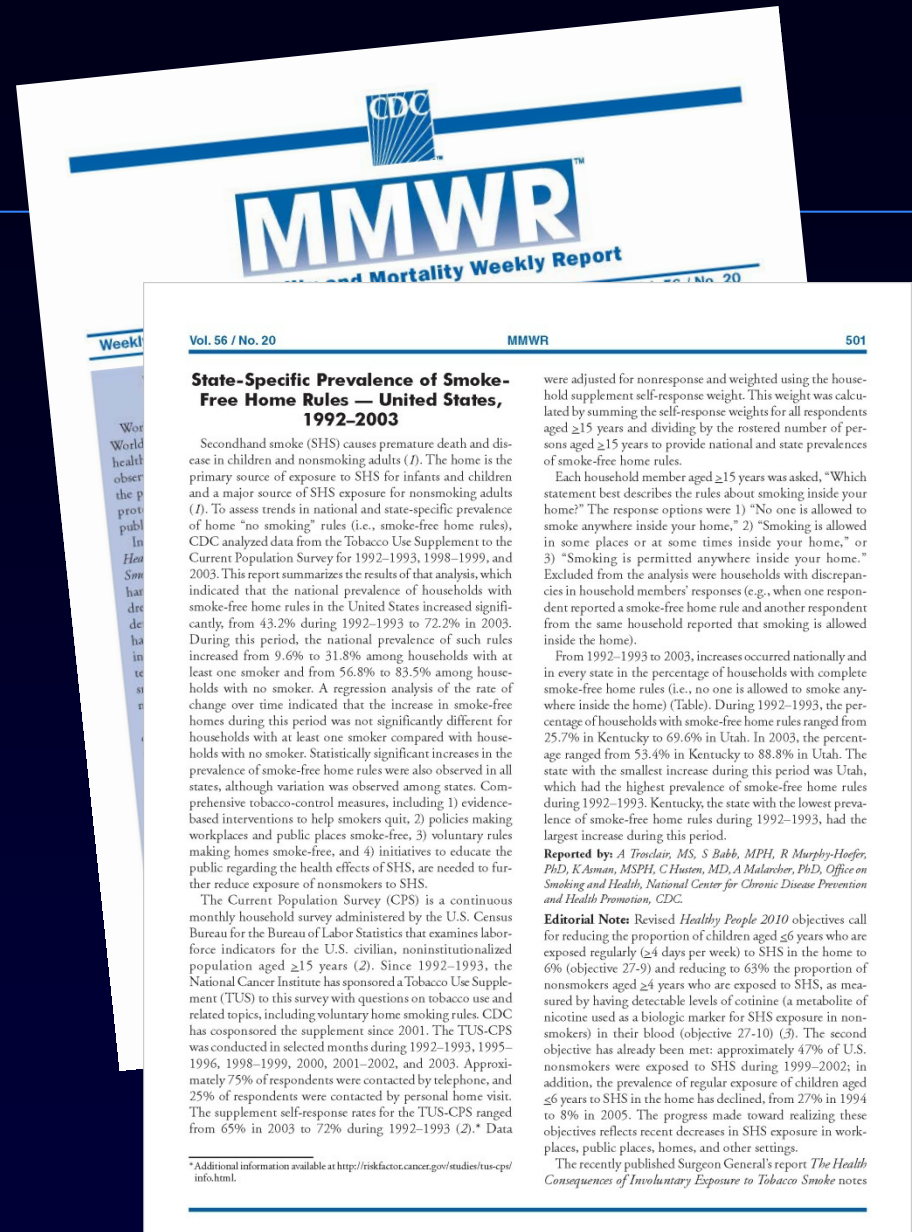 CDC
™
MMWR™
and Mortality Weekly Report
/ No. 20
Weekl
Wor
World
health
obser
the p
prot
publ
In
Hea
Smo
har
dre
de
ha
in
te
Vol. 56 / No. 20 MMWR 501
State-Specific Prevalence of Smoke-
Free Home Rules — United States,
1992–2003
Secondhand smoke (SHS) causes premature death and dis-
ease in children and nonsmoking adults (1). The home is the
primary source of exposure to SHS for infants and children
and a major source of SHS exposure for nonsmoking adults
(1). To assess trends in national and state-specific prevalence
of home “no smoking” rules (i.e., smoke-free home rules),
CDC analyzed data from the Tobacco Use Supplement to the
Current Population Survey for 1992–1993, 1998–1999, and
2003. This report summarizes the results of that analysis, which
indicated that the national prevalence of households with
smoke-free home rules in the United States increased signifi-
cantly, from 43.2% during 1992–1993 to 72.2% in 2003.
During this period, the national prevalence of such rules
increased from 9.6% to 31.8% among households with at
least one smoker and from 56.8% to 83.5% among house-
holds with no smoker. A regression analysis of the rate of
change over time indicated that the increase in smoke-free
homes during this period was not significantly different for
households with at least one smoker compared with house-
holds with no smoker. Statistically significant increases in the
prevalence of smoke-free home rules were also observed in all
states, although variation was observed among states. Com-
prehensive tobacco-control measures, including 1) evidence-
based interventions to help smokers quit, 2) policies making
workplaces and public places smoke-free, 3) voluntary rules
making homes smoke-free, and 4) initiatives to educate the
public regarding the health effects of SHS, are needed to fur-
ther reduce exposure of nonsmokers to SHS.
The Current Population Survey (CPS) is a continuous
monthly household survey administered by the U.S. Census
Bureau for the Bureau of Labor Statistics that examines labor-
force indicators for the U.S. civilian, noninstitutionalized
population aged ≥15 years (2). Since 1992–1993, the
National Cancer Institute has sponsored a Tobacco Use Supple-
ment (TUS) to this survey with questions on tobacco use and
related topics, including voluntary home smoking rules. CDC
has cosponsored the supplement since 2001. The TUS-CPS
was conducted in selected months during 1992–1993, 1995–
1996, 1998–1999, 2000, 2001–2002, and 2003. Approxi-
mately 75% of respondents were contacted by telephone, and
25% of respondents were contacted by personal home visit.
The supplement self-response rates for the TUS-CPS ranged
from 65% in 2003 to 72% during 1992–1993 (2).* Data
* Additional information available at http://riskfactor.cancer.gov/studies/tus-cps/
info.html.
were adjusted for nonresponse and weighted using the house-
hold supplement self-response weight. This weight was calcu-
lated by summing the self-response weights for all respondents
aged ≥15 years and dividing by the rostered number of per-
sons aged ≥15 years to provide national and state prevalences
of smoke-free home rules.
Each household member aged ≥15 years was asked, “Which
statement best describes the rules about smoking inside your
home?” The response options were 1) “No one is allowed to
smoke anywhere inside your home,” 2) “Smoking is allowed
in some places or at some times inside your home,” or
3) “Smoking is permitted anywhere inside your home.”
Excluded from the analysis were households with discrepan-
cies in household members’ responses (e.g., when one respon-
dent reported a smoke-free home rule and another respondent
from the same household reported that smoking is allowed
inside the home).
From 1992–1993 to 2003, increases occurred nationally and
in every state in the percentage of households with complete
smoke-free home rules (i.e., no one is allowed to smoke any-
where inside the home) (Table). During 1992–1993, the per-
centage of households with smoke-free home rules ranged from
25.7% in Kentucky to 69.6% in Utah. In 2003, the percent-
age ranged from 53.4% in Kentucky to 88.8% in Utah. The
state with the smallest increase during this period was Utah,
which had the highest prevalence of smoke-free home rules
during 1992–1993. Kentucky, the state with the lowest preva-
lence of smoke-free home rules during 1992–1993, had the
largest increase during this period.
Reported by: A Trosclair, MS, S Babb, MPH, R Murphy-Hoefer,
PhD, K Asman, MSPH, C Husten, MD, A Malarcher, PhD, Office on
Smoking and Health, National Center for Chronic Disease Prevention
and Health Promotion, CDC.
Editorial Note: Revised Healthy People 2010 objectives call
for reducing the proportion of children aged ≤6 years who are
exposed regularly (≥4 days per week) to SHS in the home to
6% (objective 27-9) and reducing to 63% the proportion of
nonsmokers aged ≥4 years who are exposed to SHS, as mea-
sured by having detectable levels of cotinine (a metabolite of
nicotine used as a biologic marker for SHS exposure in non-
smokers) in their blood (objective 27-10) (3). The second
objective has already been met: approximately 47% of U.S.
nonsmokers were exposed to SHS during 1999–2002; in
addition, the prevalence of regular exposure of children aged
≤6 years to SHS in the home has declined, from 27% in 1994
to 8% in 2005. The progress made toward realizing these
objectives reflects recent decreases in SHS exposure in work-
places, public places, homes, and other settings.
The recently published Surgeon General’s report The Health
Consequences of Involuntary Exposure to Tobacco Smoke notes